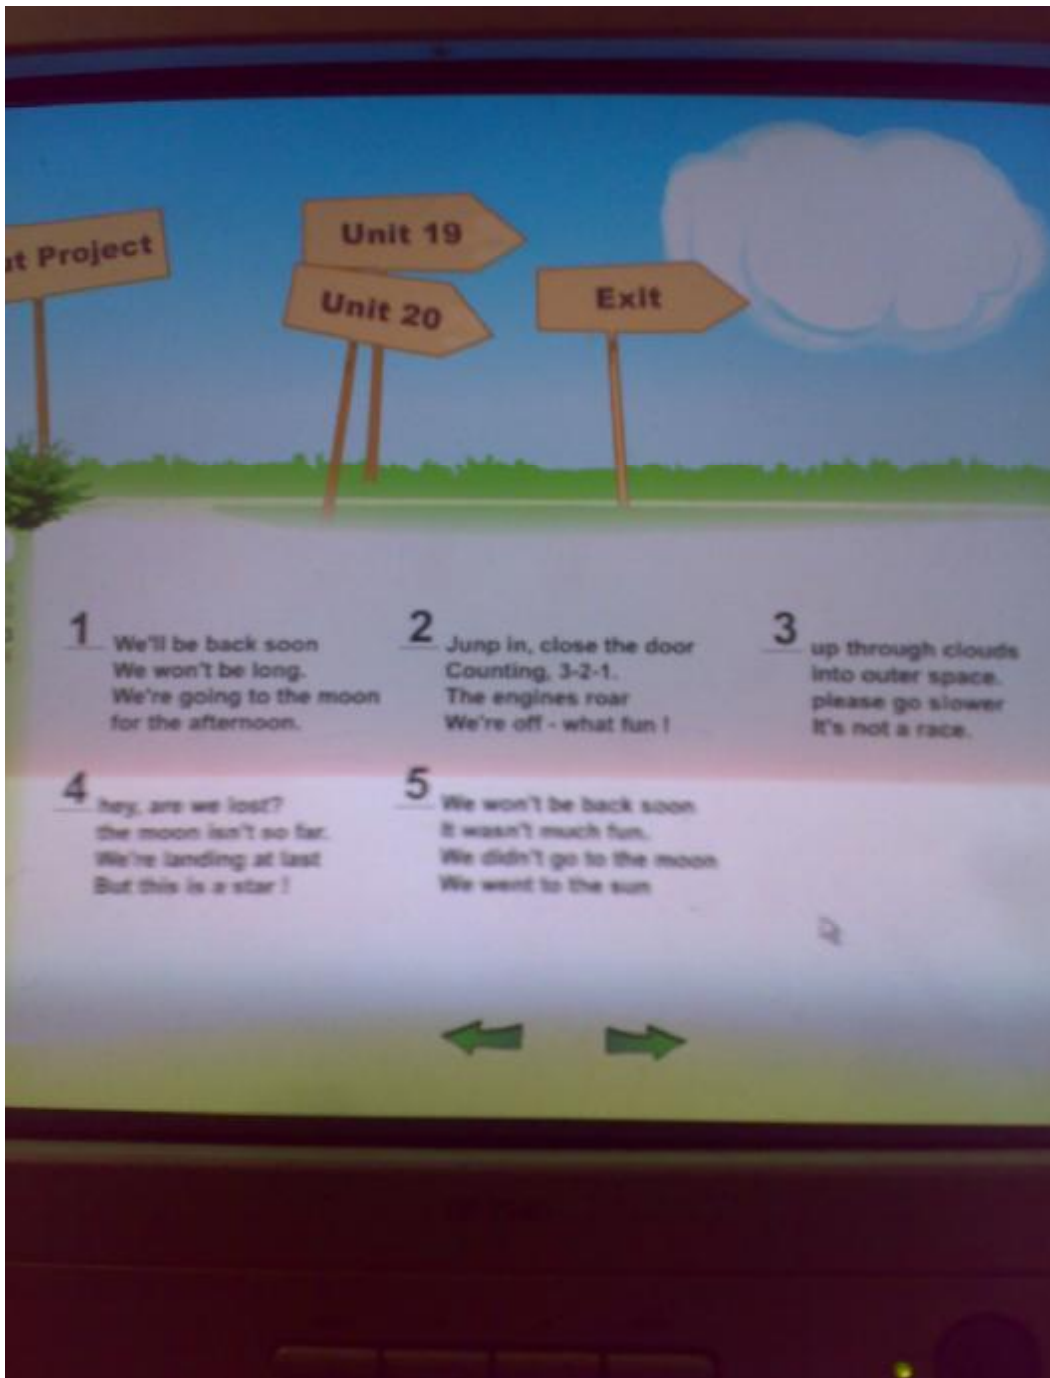 ut Project
Unit 19
Unit 20
Exit
1
We'll be back soon
We won't be long.
We're going to the moon
for the afternoon.
2
Junp in, close the door
Counting, 3-2-1.
The engines roar
We're off - what fun !
3
up through clouds
into outer space.
please go slower
It's not a race.
4
hey, are we lost?
the moon isn't so far.
We're landing at last
But this is a star !
5
We won't be back soon
It wasn't much fun.
We didn't go to the moon
We went to the sun